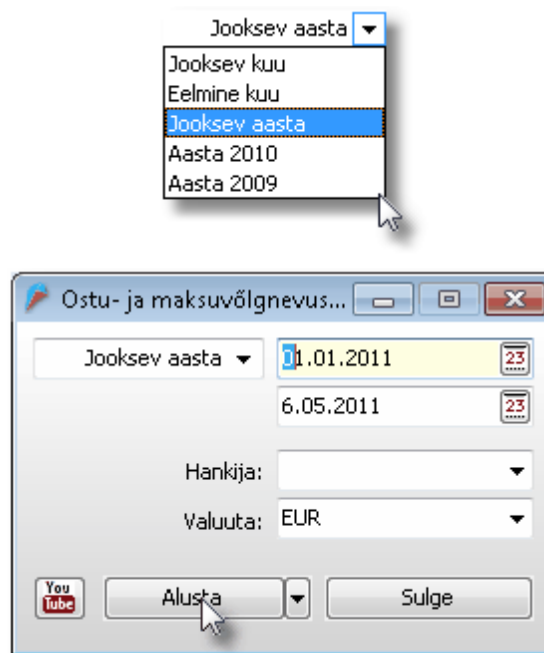 Jooksev aasta
Jooksev kuu
Eelmine kuu
Jooksev aasta
Aasta 2010
Aasta 2009
Ostu- ja maksuvõlgnevus...
Jooksev aasta 01.01.2011 23
6.05.2011 23
Hankija:
Valuuta: EUR
You Tube Alusta Sulge